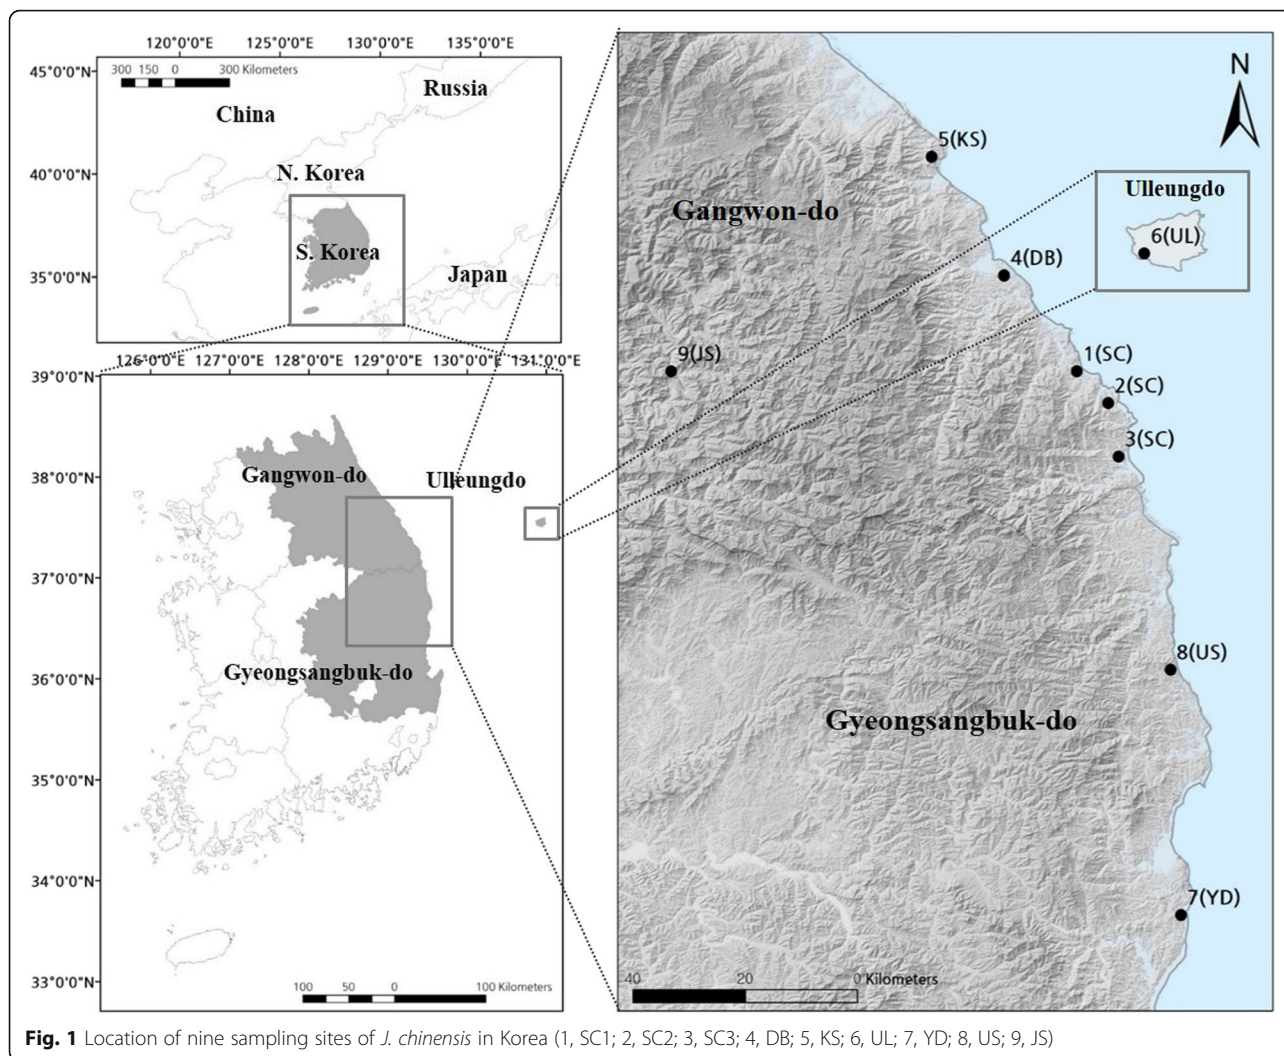 120°0'0"E 125°0'0"E 130°0'0"E 135°0'0"E
45°0'0"N
300 150 0 300 Kilometers
Russia
China
40°0'0"N
N. Korea
S. Korea
35°0'0"N
Japan
126°0'0"E 127°0'0"E 128°0'0"E 129°0'0"E 130°0'0"E 131°0'0"E
39°0'0"N
38°0'0"N
Gangwon-do
Ulleungdo
37°0'0"N
36°0'0"N
Gyeongsangbuk-do
35°0'0"N
34°0'0"N
33°0'0"N
100 50 0 100 Kilometers
N
5(KS)
Ulleungdo
Gangwon-do
6(UL)
4(DB)
9(JS)
1(SC)
2(SC)
3(SC)
8(US)
Gyeongsangbuk-do
7(YD)
40 20 0 Kilometers
Fig. 1 Location of nine sampling sites of J. chinensis in Korea (1, SC1; 2, SC2; 3, SC3; 4, DB; 5, KS; 6, UL; 7, YD; 8, US; 9, JS)